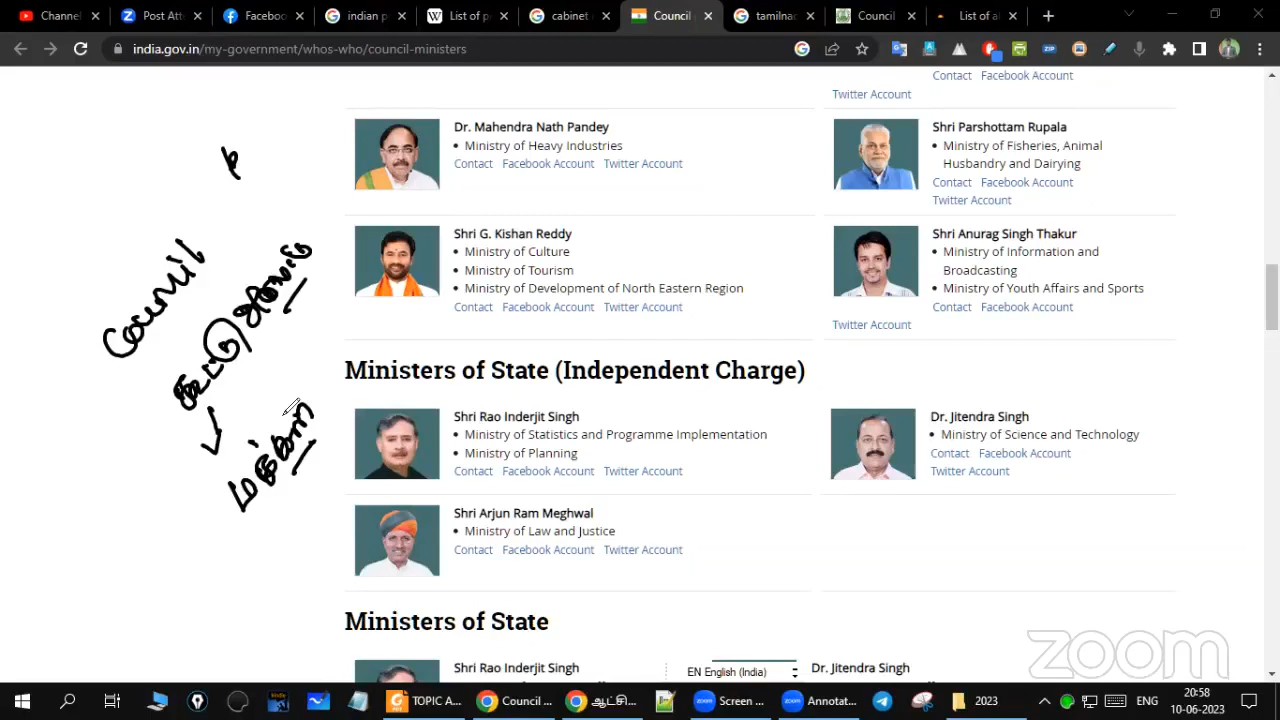 Channel
Post Att
Faceboo
indian p
List of p
cabinet
Council
tamilnac
Council
List of al
india.gov.in/my-government/whos-who/council-ministers
Contact Facebook Account
Twitter Account
Dr. Mahendra Nath Pandey
• Ministry of Heavy Industries
Contact Facebook Account Twitter Account
Shri Parshottam Rupala
• Ministry of Fisheries, Animal
Husbandry and Dairying
Contact Facebook Account
Twitter Account
Shri G. Kishan Reddy
• Ministry of Culture
• Ministry of Tourism
• Ministry of Development of North Eastern Region
Contact Facebook Account Twitter Account
Shri Anurag Singh Thakur
• Ministry of Information and
Broadcasting
• Ministry of Youth Affairs and Sports
Contact Facebook Account
Twitter Account
Council
Ministers of State (Independent Charge)
Shri Rao Inderjit Singh
• Ministry of Statistics and Programme Implementation
• Ministry of Planning
Contact Facebook Account Twitter Account
Dr. Jitendra Singh
• Ministry of Science and Technology
Contact Facebook Account
Twitter Account
Shri Arjun Ram Meghwal
• Ministry of Law and Justice
Contact Facebook Account Twitter Account
Ministers of State
Shri Rao Inderjit Singh
EN English (India)
Dr. Jitendra Singh
zoom
TOPIC A...
Council ...
Screen ...
Annotat...
2023
ENG
20:58
10-06-2023